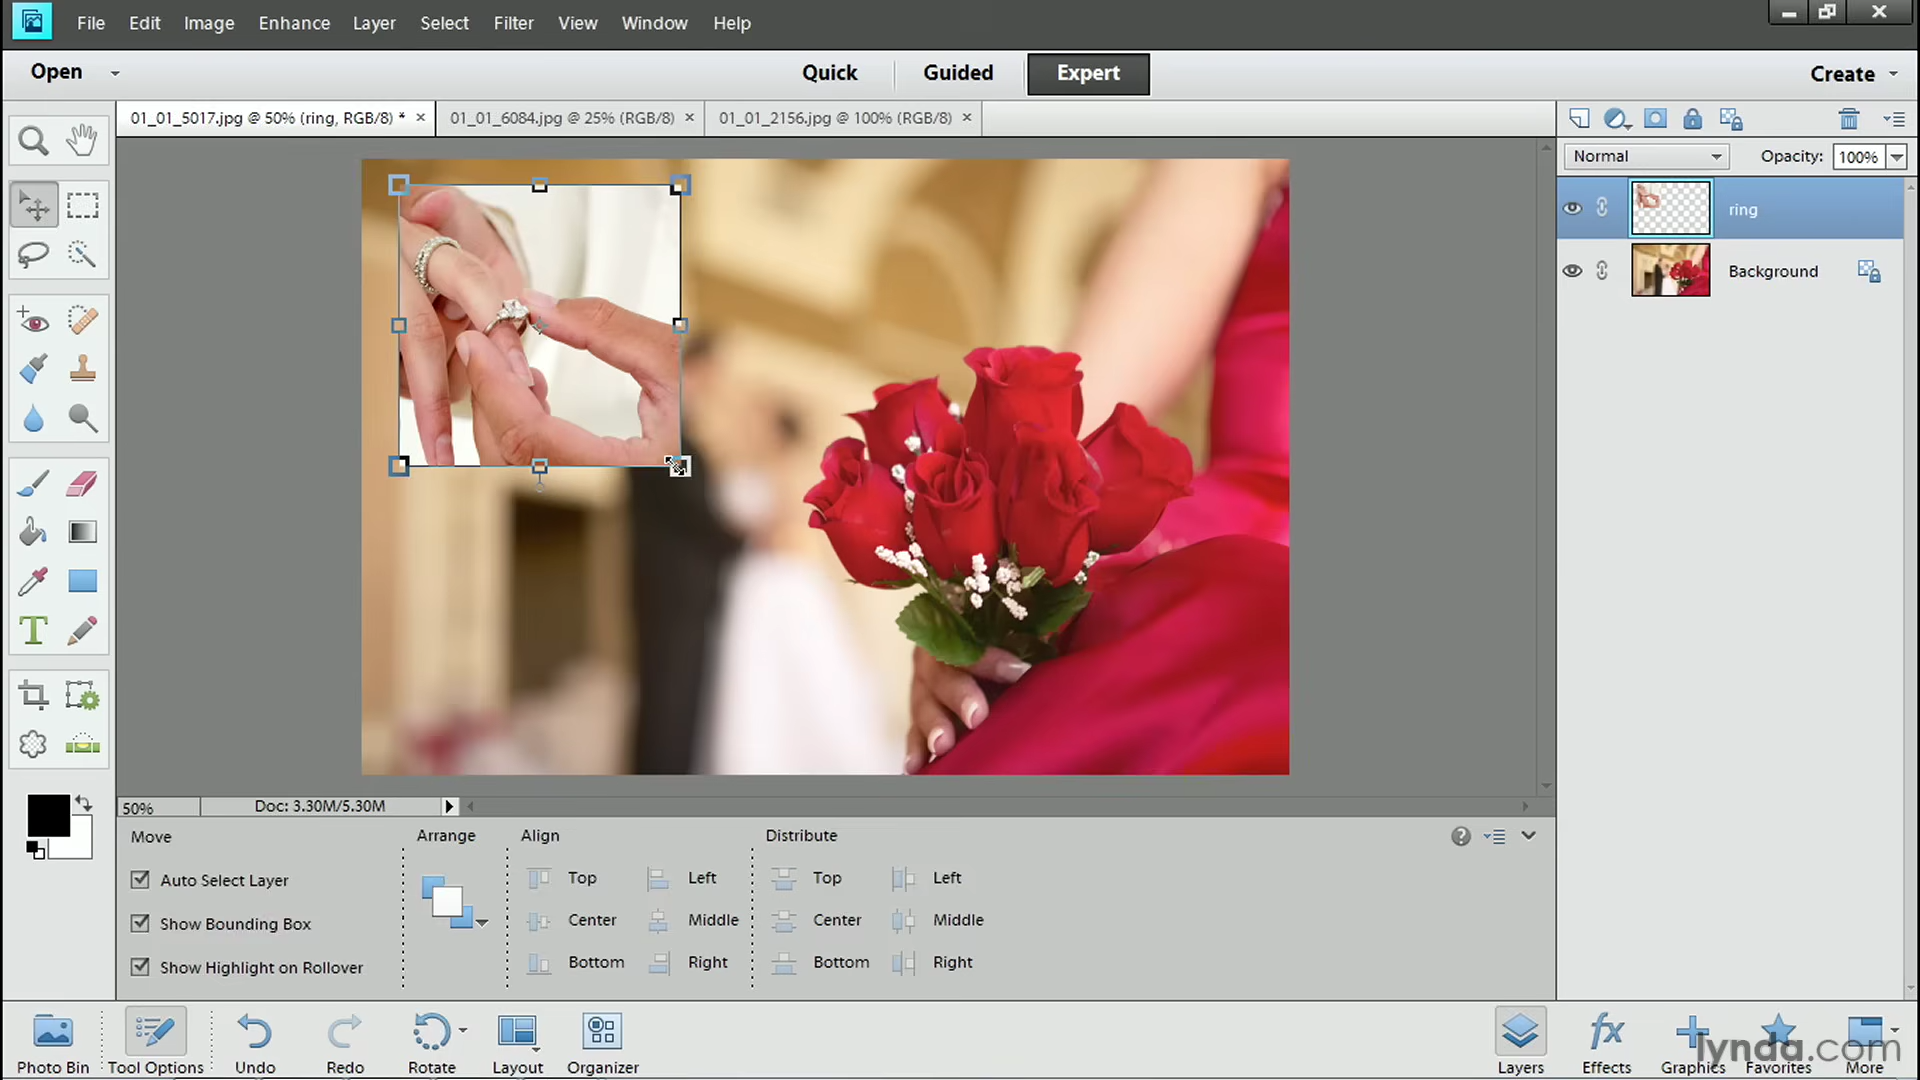 File Edit Image Enhance Layer Select Filter View Window Help
Open Quick Guided Expert Create
01_01_5017.jpg @ 50% (ring, RGB/8) * × 01_01_6084.jpg @ 25% (RGB/8) × 01_01_2156.jpg @ 100% (RGB/8) ×
Normal Opacity: 100%
ring
Background
50% Doc: 3.30M/5.30M
Move Arrange Align Distribute
Auto Select Layer Top Left Top Left
Show Bounding Box Center Middle Center Middle
Show Highlight on Rollover Bottom Right Bottom Right
Photo Bin Tool Options Undo Redo Rotate Layout Organizer Layers Effects Graphics Favorites More
lynda.com